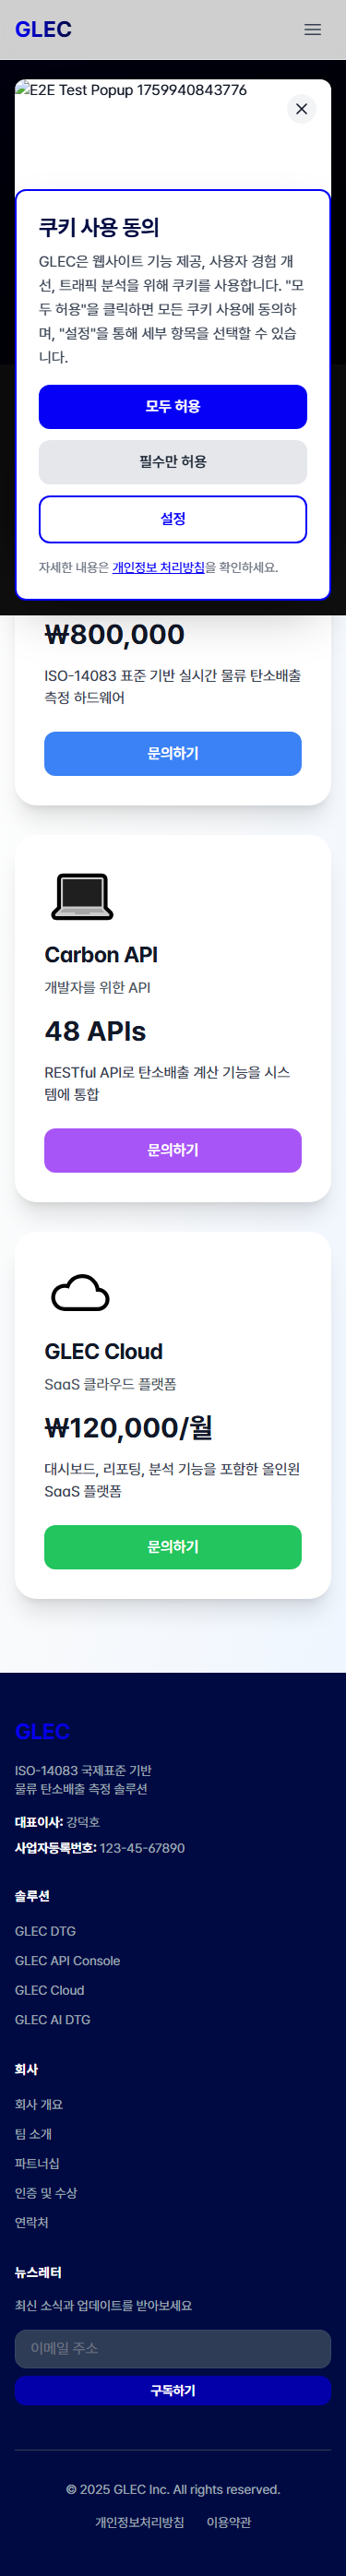 GLEC
E2E Test Popup 1759940843776
쿠키 사용 동의
GLEC은 웹사이트 기능 제공, 사용자 경험 개
선, 트래픽 분석을 위해 쿠키를 사용합니다. "모
두 허용"을 클릭하면 모든 쿠키 사용에 동의하
며, "설정"을 통해 세부 항목을 선택할 수 있습
니다.
모두 허용
필수만 허용
설정
자세한 내용은 개인정보 처리방침을 확인하세요.
₩800,000
ISO-14083 표준 기반 실시간 물류 탄소배출
측정 하드웨어
문의하기
Carbon API
개발자를 위한 API
48 APIs
RESTful API로 탄소배출 계산 기능을 시스
템에 통합
문의하기
GLEC Cloud
SaaS 클라우드 플랫폼
₩120,000/월
대시보드, 리포팅, 분석 기능을 포함한 올인원
SaaS 플랫폼
문의하기
GLEC
ISO-14083 국제표준 기반
물류 탄소배출 측정 솔루션
대표이사: 강덕호
사업자등록번호: 123-45-67890
솔루션
GLEC DTG
GLEC API Console
GLEC Cloud
GLEC AI DTG
회사
회사 개요
팀 소개
파트너십
인증 및 수상
연락처
뉴스레터
최신 소식과 업데이트를 받아보세요
이메일 주소
구독하기
© 2025 GLEC Inc. All rights reserved.
개인정보처리방침 이용약관